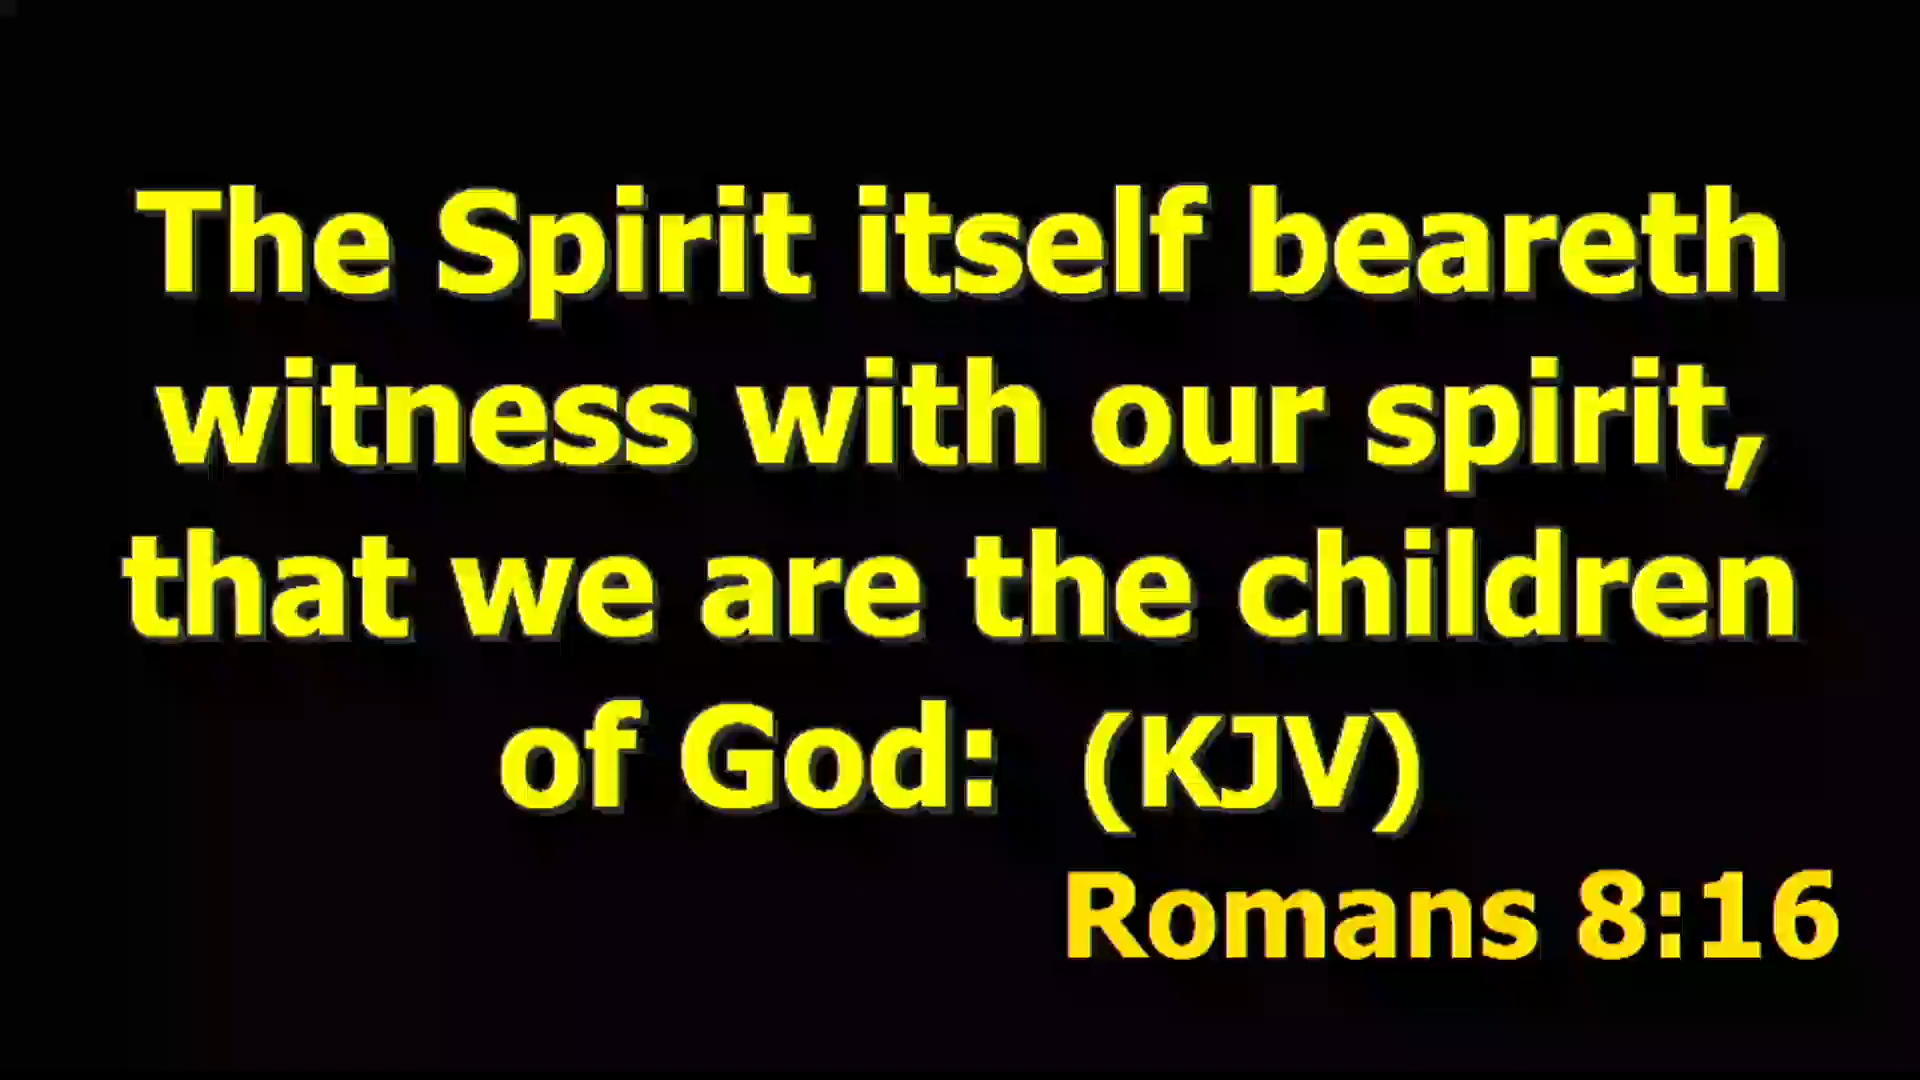 The Spirit itself beareth
witness with our spirit,
that we are the children
of God:  (KJV)
Romans 8:16